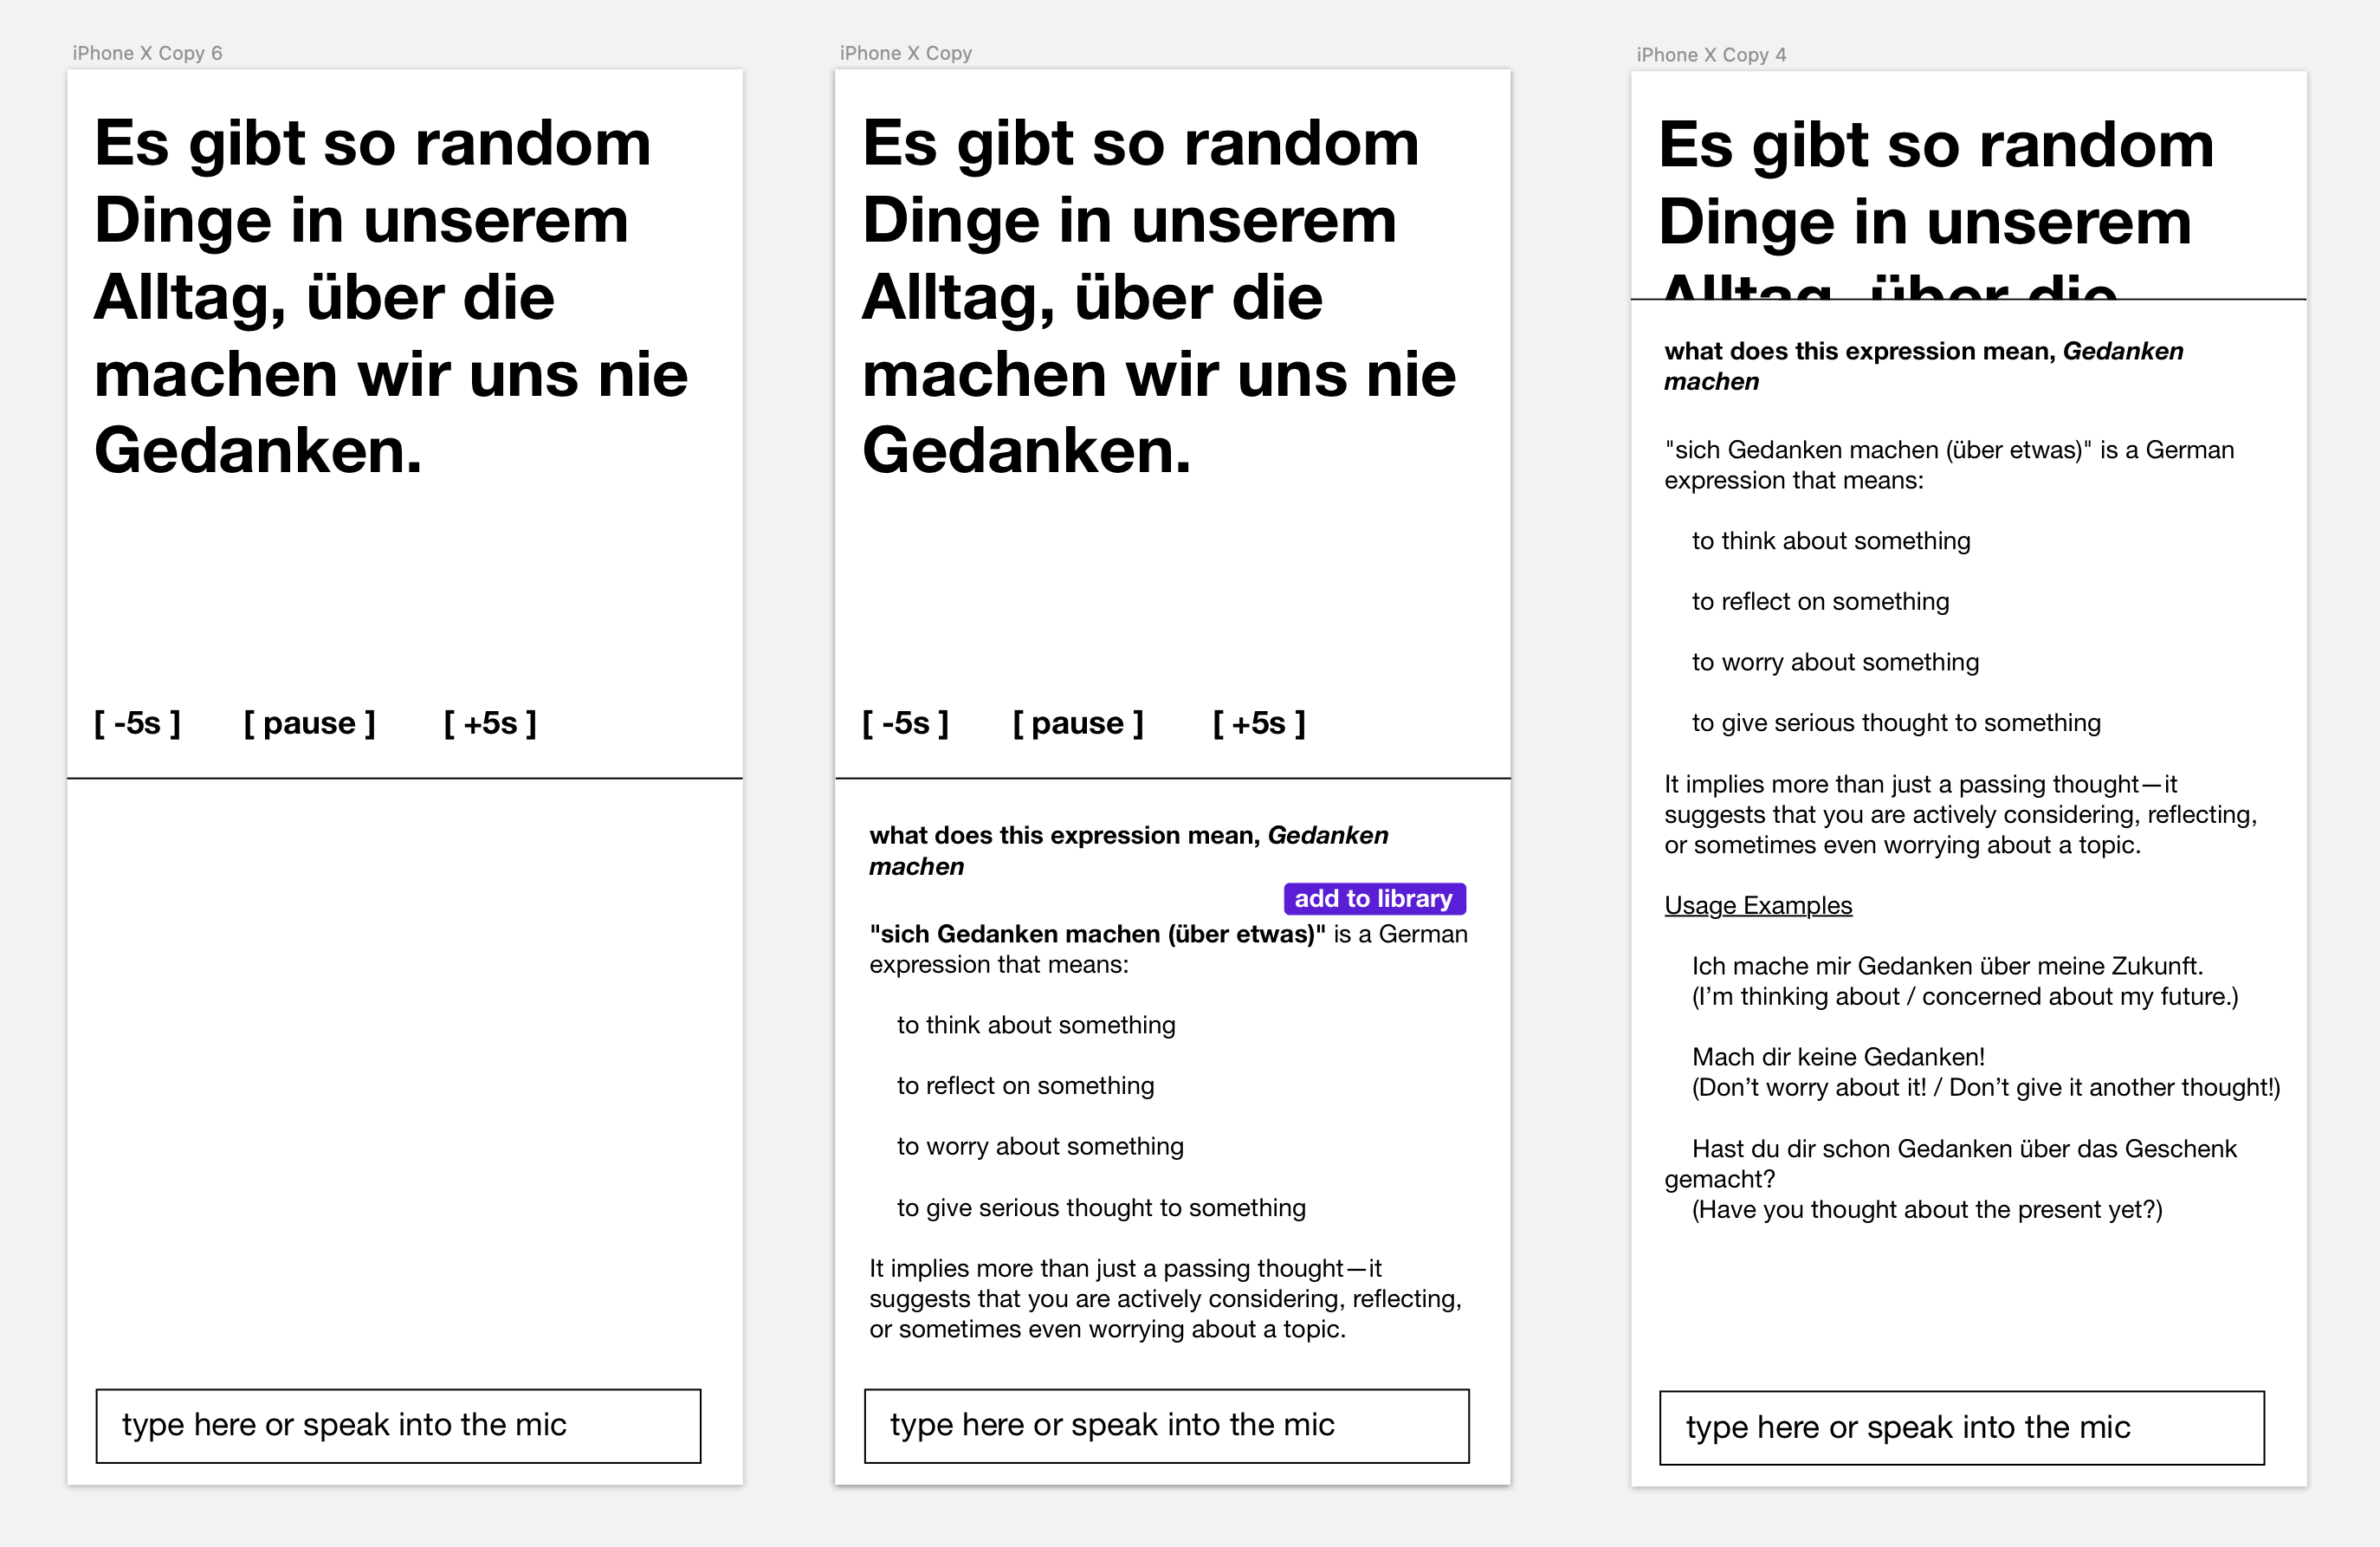 iPhone X Copy 6
Es gibt so random
Dinge in unserem
Alltag, über die
machen wir uns nie
Gedanken.
[ -5s ] [ pause ] [ +5s ]
type here or speak into the mic
iPhone X Copy
Es gibt so random
Dinge in unserem
Alltag, über die
machen wir uns nie
Gedanken.
[ -5s ] [ pause ] [ +5s ]
what does this expression mean, Gedanken
machen
add to library
"sich Gedanken machen (über etwas)" is a German
expression that means:
to think about something
to reflect on something
to worry about something
to give serious thought to something
It implies more than just a passing thought—it
suggests that you are actively considering, reflecting,
or sometimes even worrying about a topic.
type here or speak into the mic
iPhone X Copy 4
Es gibt so random
Dinge in unserem
Alltag, über die
what does this expression mean, Gedanken
machen
"sich Gedanken machen (über etwas)" is a German
expression that means:
to think about something
to reflect on something
to worry about something
to give serious thought to something
It implies more than just a passing thought—it
suggests that you are actively considering, reflecting,
or sometimes even worrying about a topic.
Usage Examples
Ich mache mir Gedanken über meine Zukunft.
(I’m thinking about / concerned about my future.)
Mach dir keine Gedanken!
(Don’t worry about it! / Don’t give it another thought!)
Hast du dir schon Gedanken über das Geschenk
gemacht?
(Have you thought about the present yet?)
type here or speak into the mic